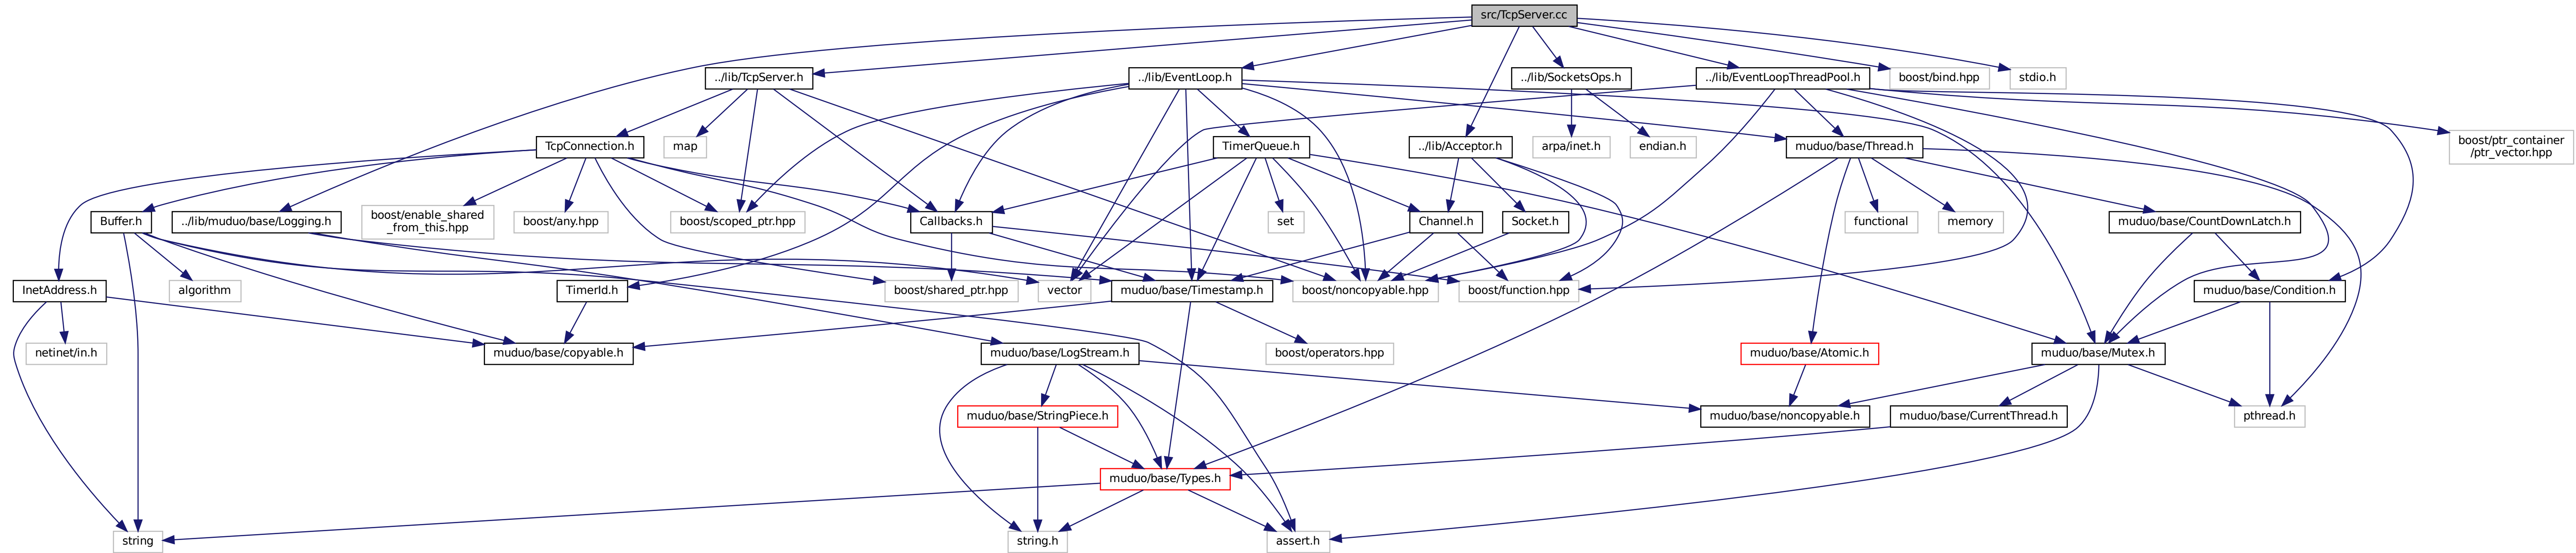 src/TcpServer.cc
../lib/TcpServer.h
../lib/EventLoop.h
../lib/SocketsOps.h
../lib/EventLoopThreadPool.h
boost/bind.hpp
stdio.h
TcpConnection.h
map
TimerQueue.h
../lib/Acceptor.h
arpa/inet.h
endian.h
muduo/base/Thread.h
boost/ptr_container
/ptr_vector.hpp
Buffer.h
../lib/muduo/base/Logging.h
boost/enable_shared
_from_this.hpp
boost/any.hpp
boost/scoped_ptr.hpp
Callbacks.h
set
Channel.h
Socket.h
functional
memory
muduo/base/CountDownLatch.h
InetAddress.h
algorithm
TimerId.h
boost/shared_ptr.hpp
vector
muduo/base/Timestamp.h
boost/noncopyable.hpp
boost/function.hpp
muduo/base/Condition.h
netinet/in.h
muduo/base/copyable.h
muduo/base/LogStream.h
boost/operators.hpp
muduo/base/Atomic.h
muduo/base/Mutex.h
muduo/base/StringPiece.h
muduo/base/noncopyable.h
muduo/base/CurrentThread.h
pthread.h
muduo/base/Types.h
string
string.h
assert.h